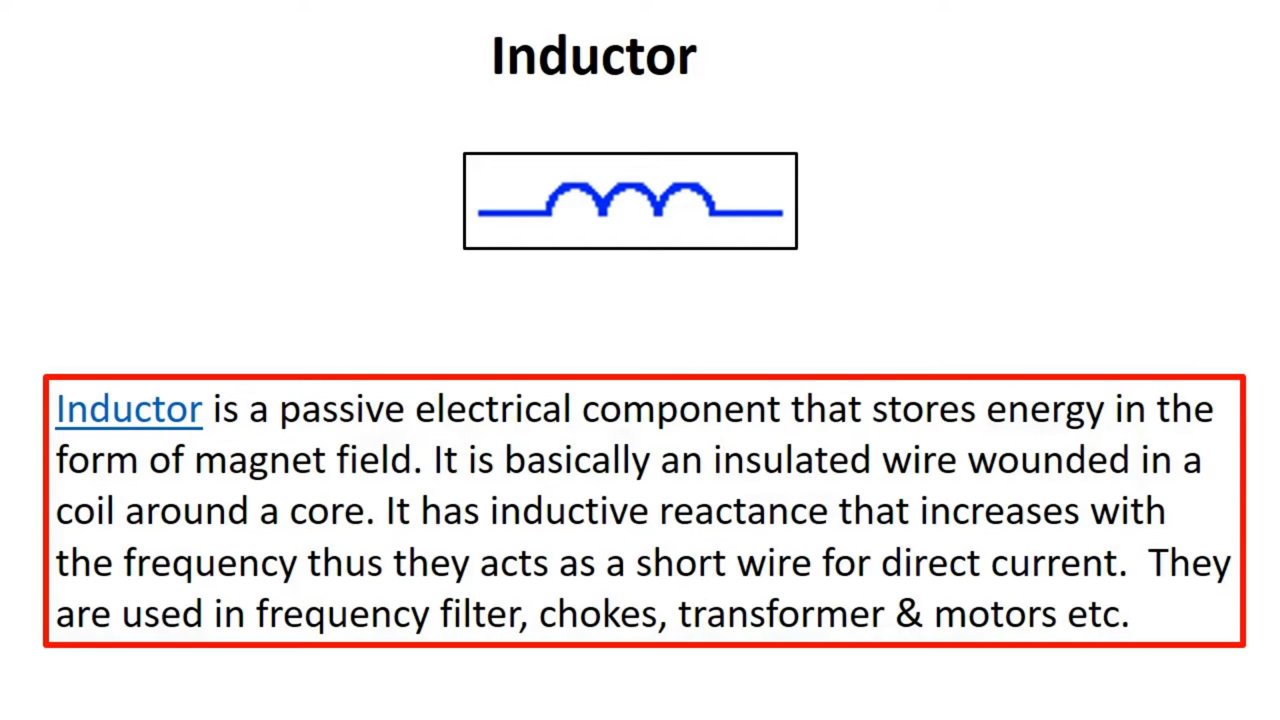 Inductor
Inductor is a passive electrical component that stores energy in the
form of magnet field. It is basically an insulated wire wounded in a
coil around a core. It has inductive reactance that increases with
the frequency thus they acts as a short wire for direct current.  They
are used in frequency filter, chokes, transformer & motors etc.